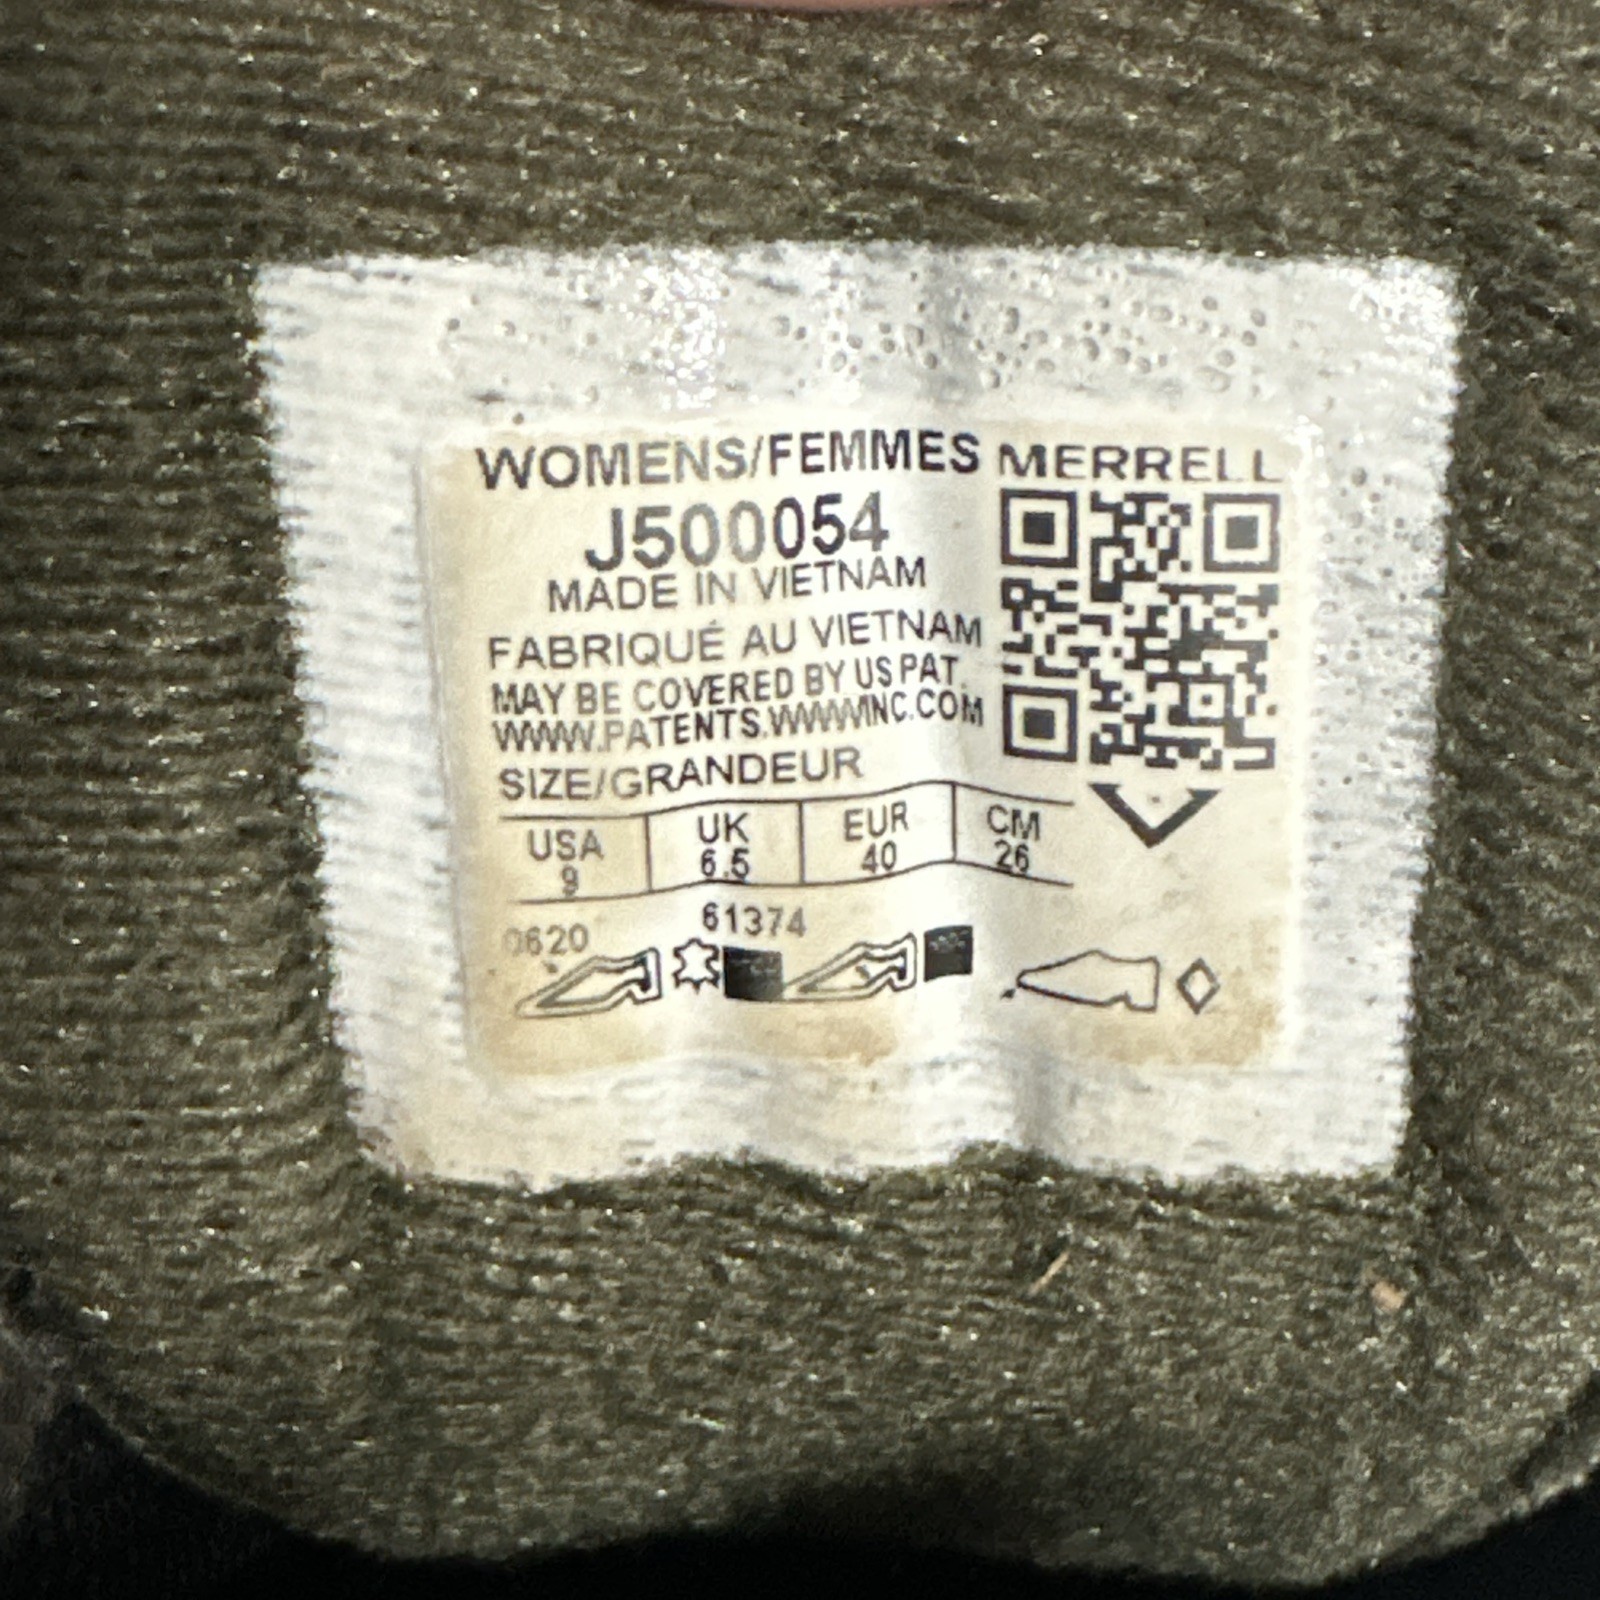 WOMENS/FEMMES
MERRELL
J500054
MADE IN VIETNAM
FABRIQUÉ AU VIETNAM
MAY BE COVERED BY US PAT.
WWW.PATENTS.WWWINC.COM
SIZE/GRANDEUR
USA UK EUR CM
9 6.5 40 26
0620 61374